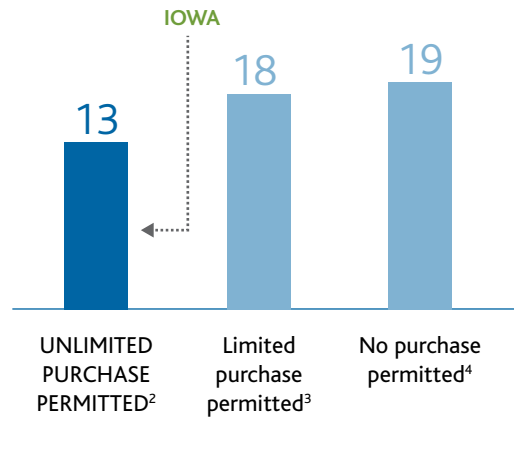 IOWA
13
18
19
UNLIMITED
PURCHASE
PERMITTED²
Limited
purchase
permitted³
No purchase
permitted⁴